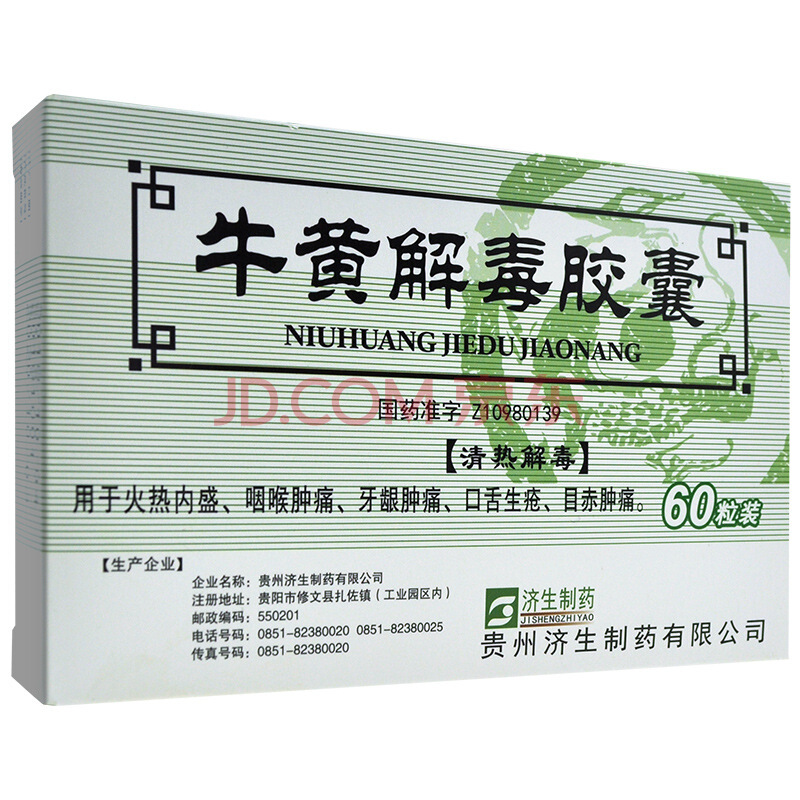 牛黄解毒胶囊
NIUHUANG JIEDU JIAONANG
JD.COM 京东
国药准字 Z10980139
【清热解毒】
用于火热内盛、咽喉肿痛、牙龈肿痛、口舌生疮、目赤肿痛。
60粒装
【生产企业】
企业名称：贵州济生制药有限公司
注册地址：贵阳市修文县扎佐镇（工业园区内）
邮政编码：550201
电话号码：0851-82380020 0851-82380025
传真号码：0851-82380020
济生制药
JISHENGZHIYAO
贵州济生制药有限公司